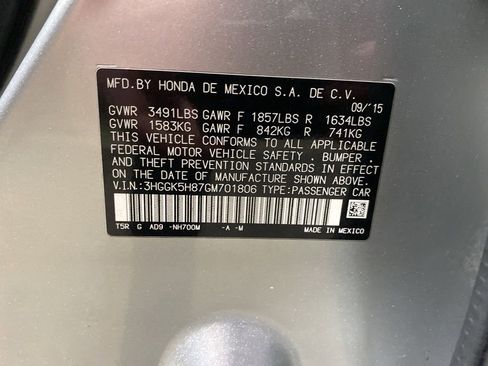 MFD. BY HONDA DE MEXICO S.A. DE C.V.
09/'15
GVWR 3491LBS GAWR F 1857LBS R 1634LBS
GVWR 1583KG GAWR F 842KG R 741KG
THIS VEHICLE CONFORMS TO ALL APPLICABLE
FEDERAL MOTOR VEHICLE SAFETY . BUMPER .
AND THEFT PREVENTION STANDARDS IN EFFECT
ON THE DATE OF MANUFACTURE SHOWN ABOVE.
V.I.N.:3HGGK5H87GM701806 TYPE:PASSENGER CAR
T5R G AD9 -NH700M -A -M MADE IN MEXICO